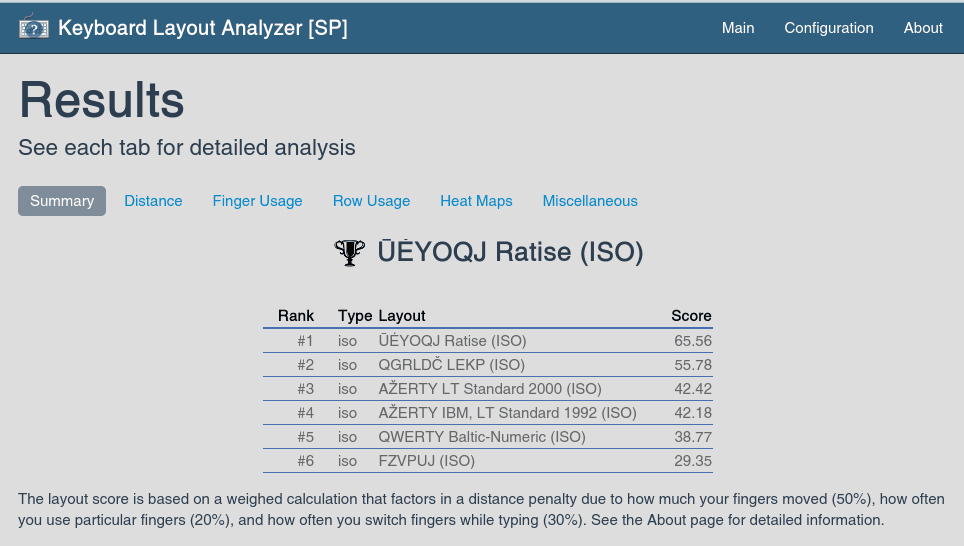 Keyboard Layout Analyzer [SP]
Main Configuration About
Results
See each tab for detailed analysis
Summary Distance Finger Usage Row Usage Heat Maps Miscellaneous
ŪĖYOQJ Ratise (ISO)
Rank Type Layout Score
#1 iso ŪĖYOQJ Ratise (ISO) 65.56
#2 iso QGRLDČ LEKP (ISO) 55.78
#3 iso AŽERTY LT Standard 2000 (ISO) 42.42
#4 iso AŽERTY IBM, LT Standard 1992 (ISO) 42.18
#5 iso QWERTY Baltic-Numeric (ISO) 38.77
#6 iso FZVPUJ (ISO) 29.35
The layout score is based on a weighed calculation that factors in a distance penalty due to how much your fingers moved (50%), how often
you use particular fingers (20%), and how often you switch fingers while typing (30%). See the About page for detailed information.